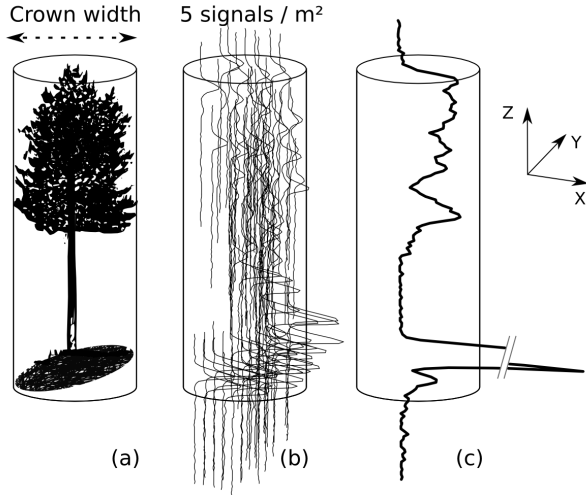 Crown width
5 signals / m²
Z
Y
X
(a)
(b)
(c)